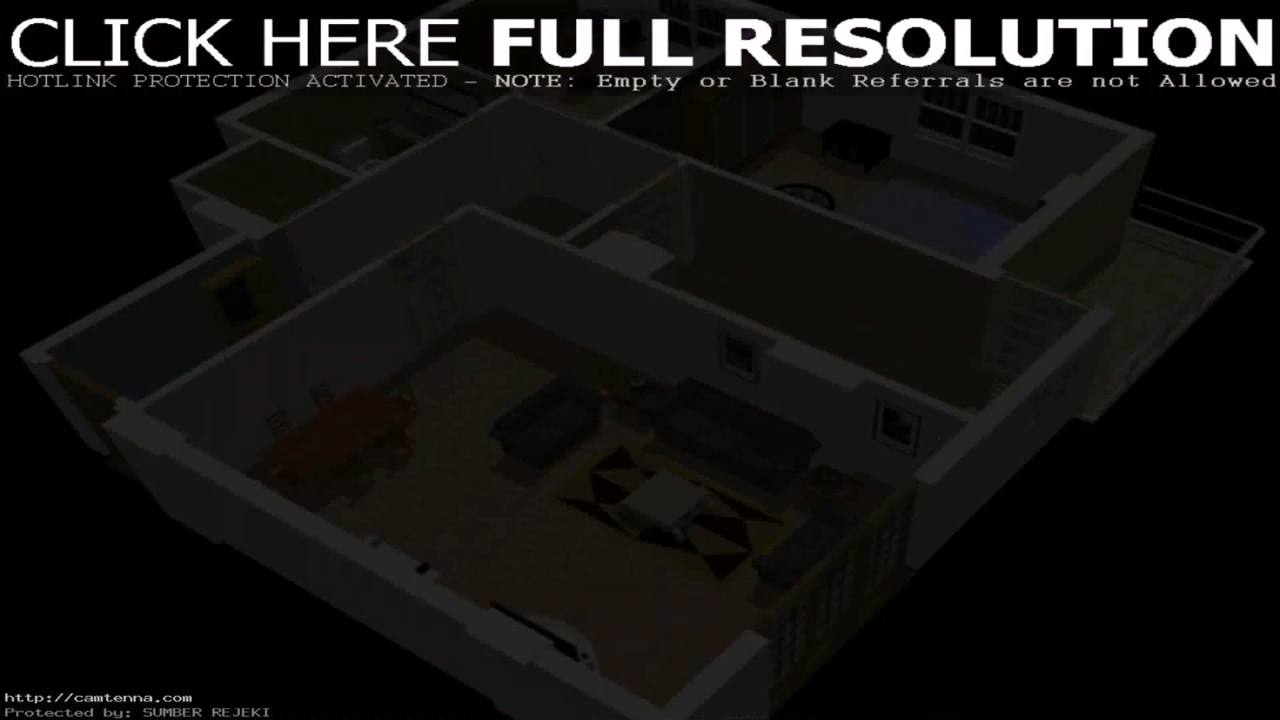 CLICK HERE FULL RESOLUTION
HOTLINK PROTECTION ACTIVATED – NOTE: Empty or Blank Referrals are not Allowed
http://camtenna.com
Protected by: SUMBER REJEKI